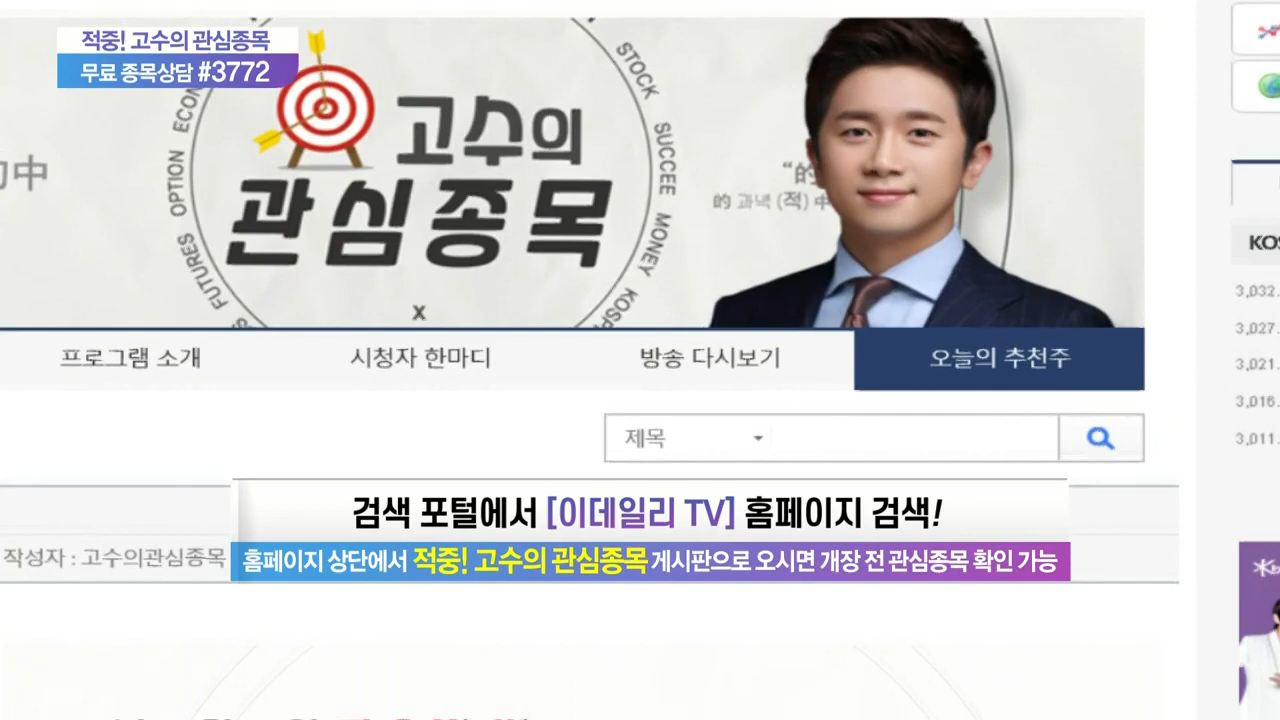 적중! 고수의 관심종목
무료 종목상담 #3772
고수의
관심종목
x
STOCK SUCCEE MONEY
FUTURES OPTION
中
的 과녁 (적) 中
프로그램 소개
시청자 한마디
방송 다시보기
오늘의 추천주
제목
검색 포털에서 [이데일리 TV] 홈페이지 검색!
작성자 : 고수의관심종목
홈페이지 상단에서 적중! 고수의 관심종목 게시판으로 오시면 개장 전 관심종목 확인 가능
3,032.
3,027.
3,021.
3,016.
3,011.